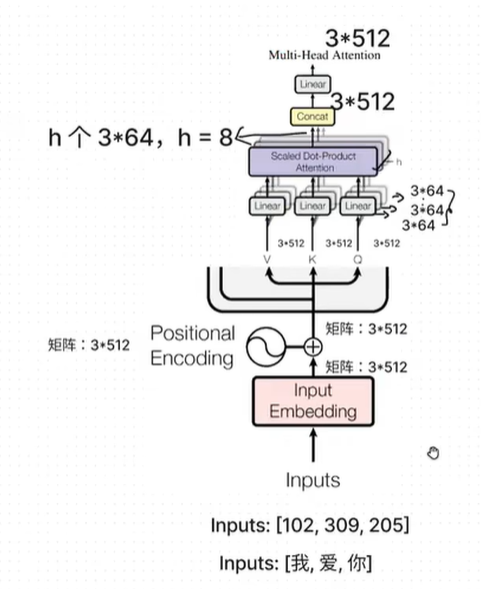 3*512
Multi-Head Attention
Linear
3*512
Concat
h 个 3*64，h = 8
Scaled Dot-Product
Attention
h
Linear
Linear
Linear
3*64
3*64
3*64
3*512
3*512
3*512
V
K
Q
矩阵：3*512
Positional
Encoding
矩阵：3*512
矩阵：3*512
Input
Embedding
Inputs
Inputs: [102, 309, 205]
Inputs: [我, 爱, 你]